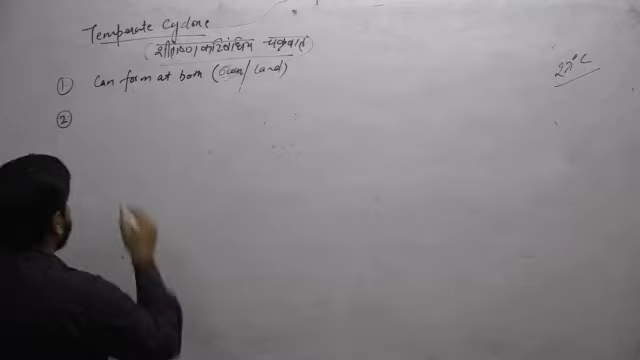 Temperate Cyclone
(शीतोष्ण कटिबंधिय चक्रवात)
① Can form at both (Ocean/Land)
②
27°C